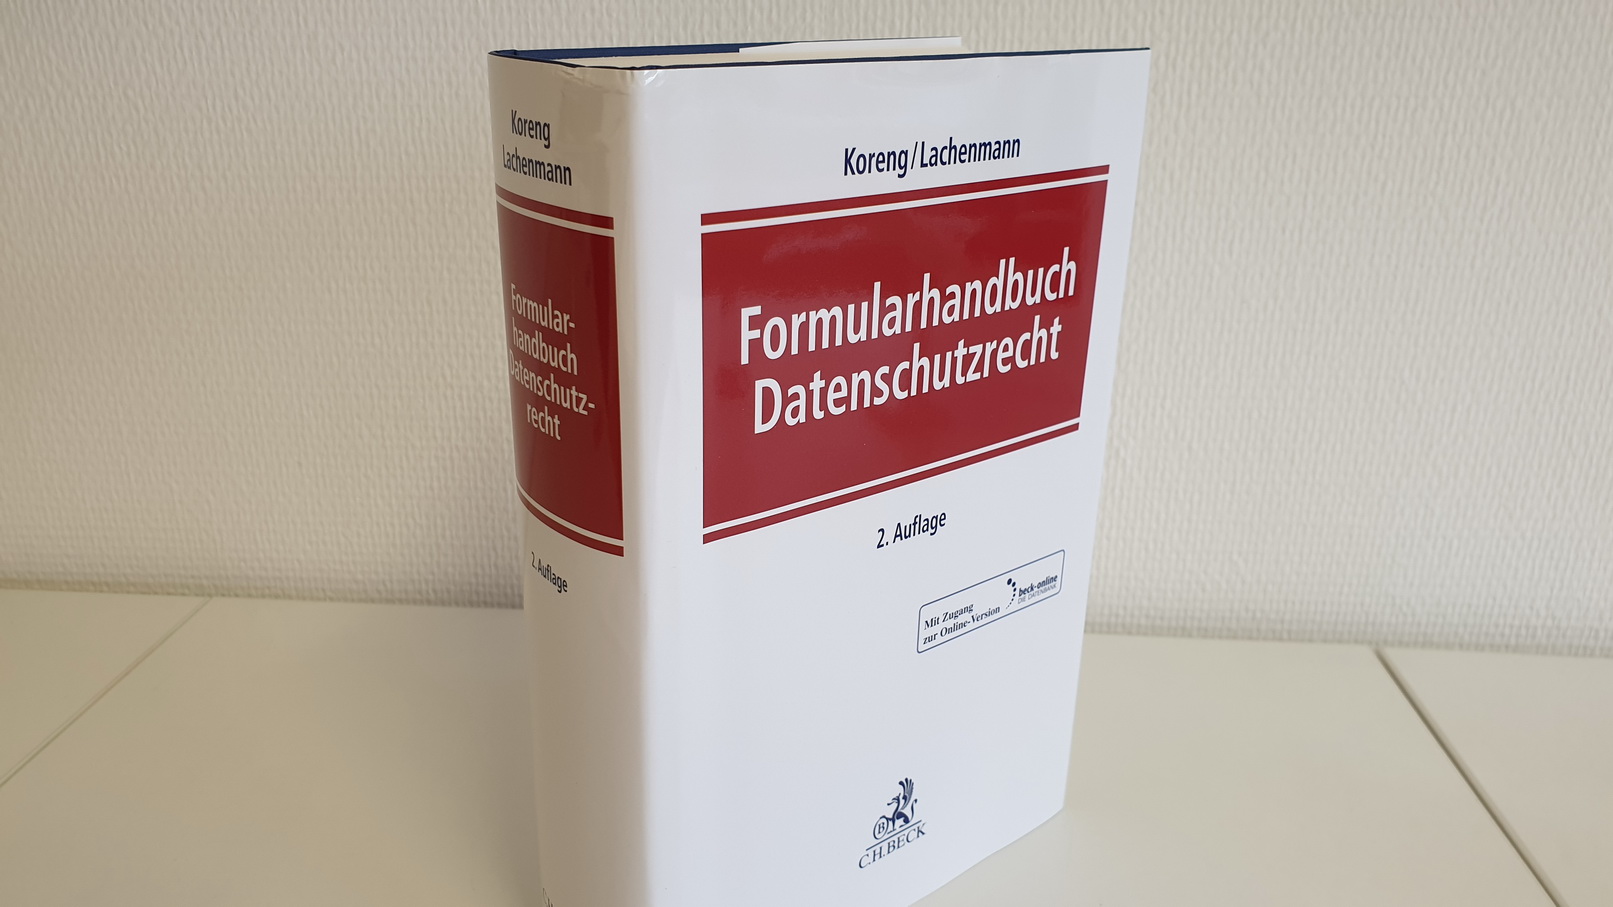 Koreng
Lachenmann
Formular-
handbuch
Datenschutz-
recht
2. Auflage
Koreng/Lachenmann
Formularhandbuch
Datenschutzrecht
2. Auflage
Mit Zugang
zur Online-Version
beck-online
DIE DATENBANK
B
C.H.BECK